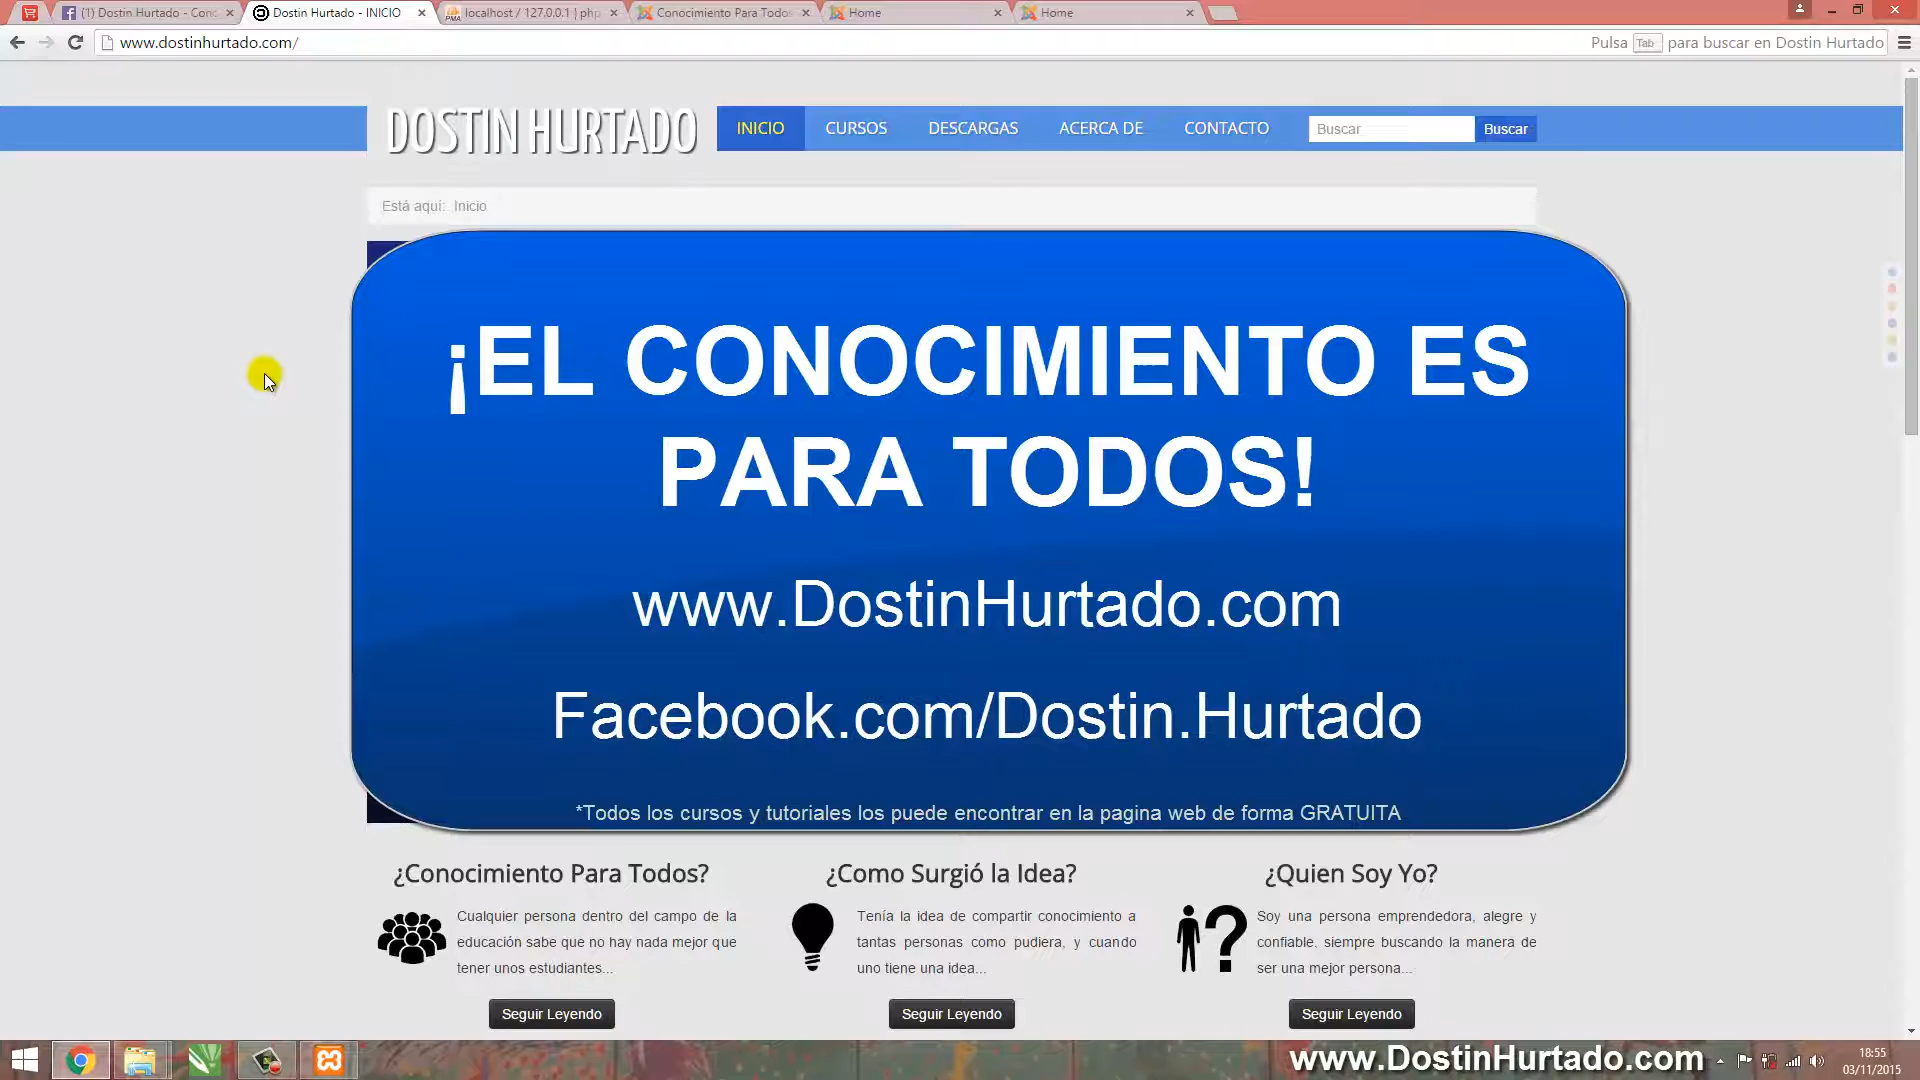 (1) Dostin Hurtado - Con
Dostin Hurtado - INICIO
localhost / 127.0.0.1 | php
Conocimiento Para Todos
Home
Home
www.dostinhurtado.com/
Pulsa Tab para buscar en Dostin Hurtado
DOSTIN HURTADO
INICIO
CURSOS
DESCARGAS
ACERCA DE
CONTACTO
Buscar
Buscar
Está aquí: Inicio
¡EL CONOCIMIENTO ES
PARA TODOS!
www.DostinHurtado.com
Facebook.com/Dostin.Hurtado
*Todos los cursos y tutoriales los puede encontrar en la pagina web de forma GRATUITA
¿Conocimiento Para Todos?
Cualquier persona dentro del campo de la
educación sabe que no hay nada mejor que
tener unos estudiantes...
Seguir Leyendo
¿Como Surgió la Idea?
Tenía la idea de compartir conocimiento a
tantas personas como pudiera, y cuando
uno tiene una idea...
Seguir Leyendo
¿Quien Soy Yo?
Soy una persona emprendedora, alegre y
confiable, siempre buscando la manera de
ser una mejor persona...
Seguir Leyendo
www.DostinHurtado.com
18:55
03/11/2015